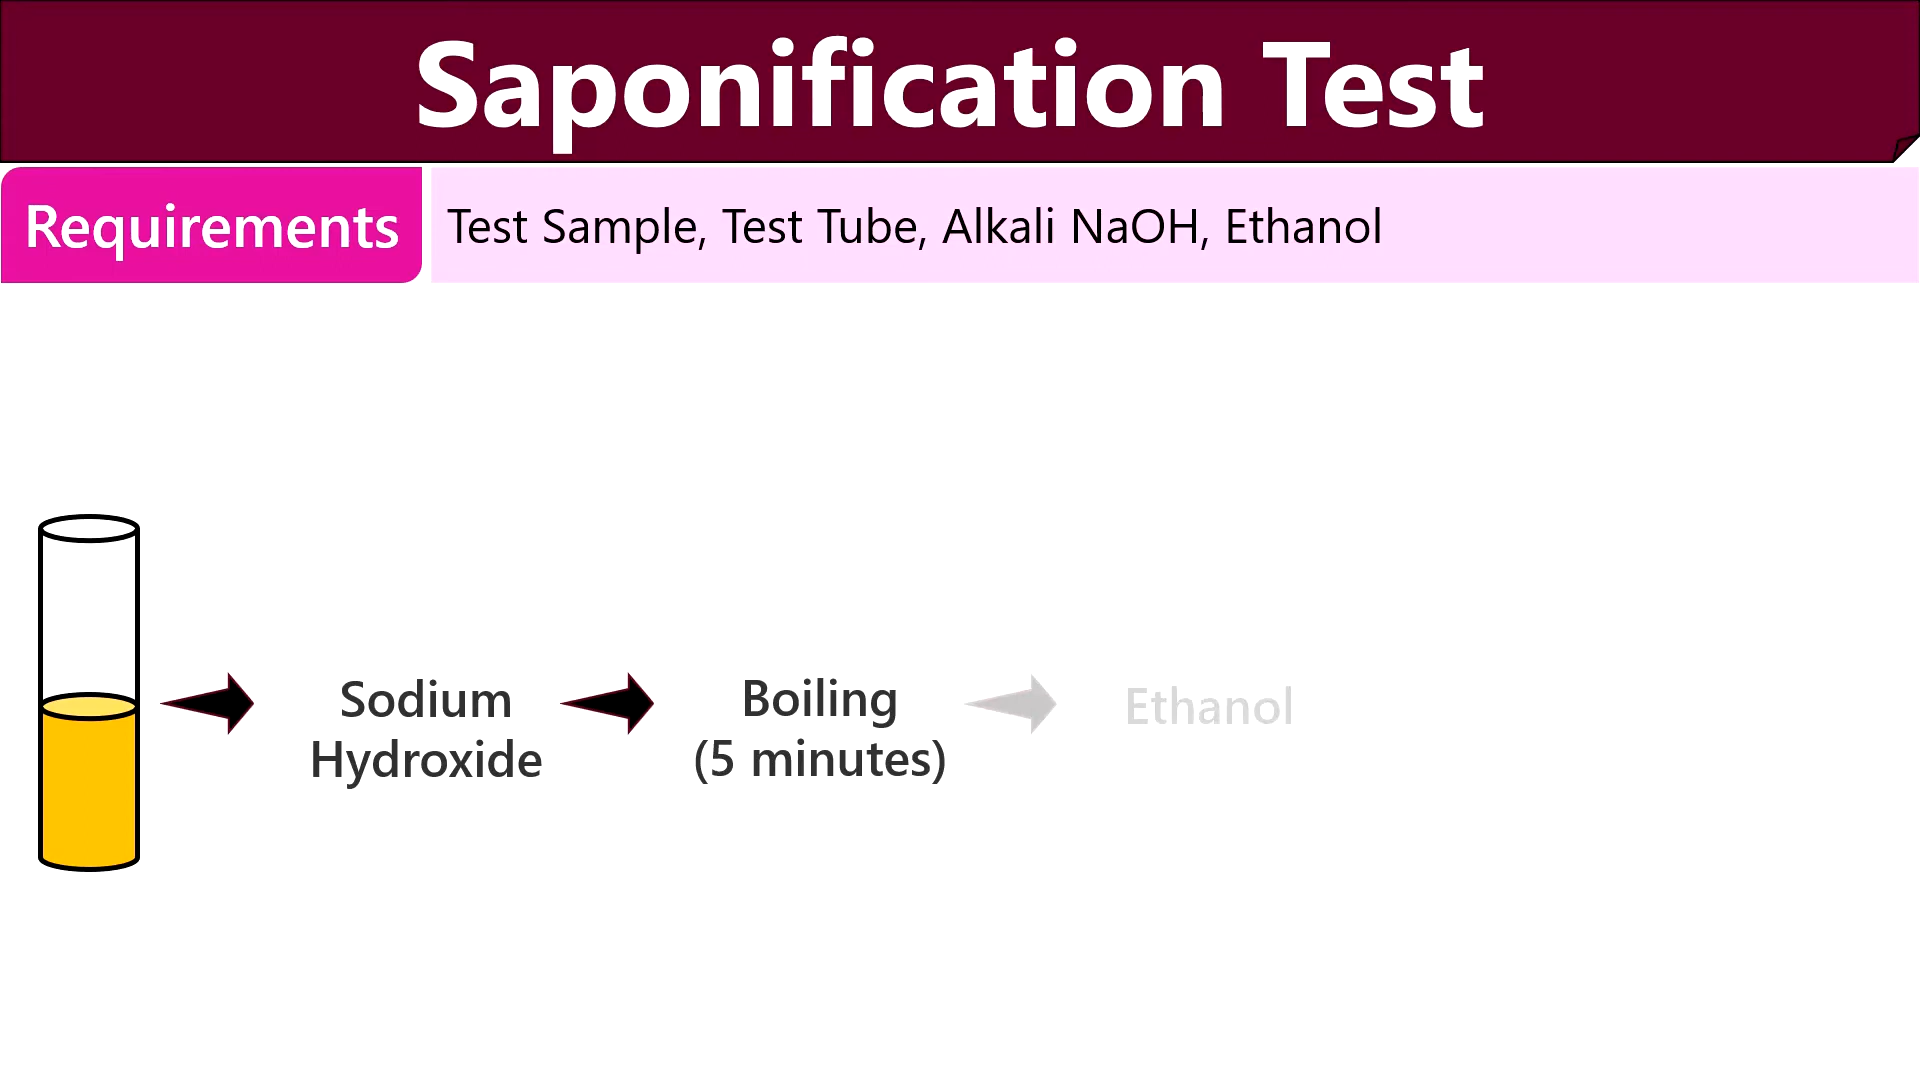 Saponification Test
Requirements
Test Sample, Test Tube, Alkali NaOH, Ethanol
Sodium
Hydroxide
Boiling
(5 minutes)
Ethanol